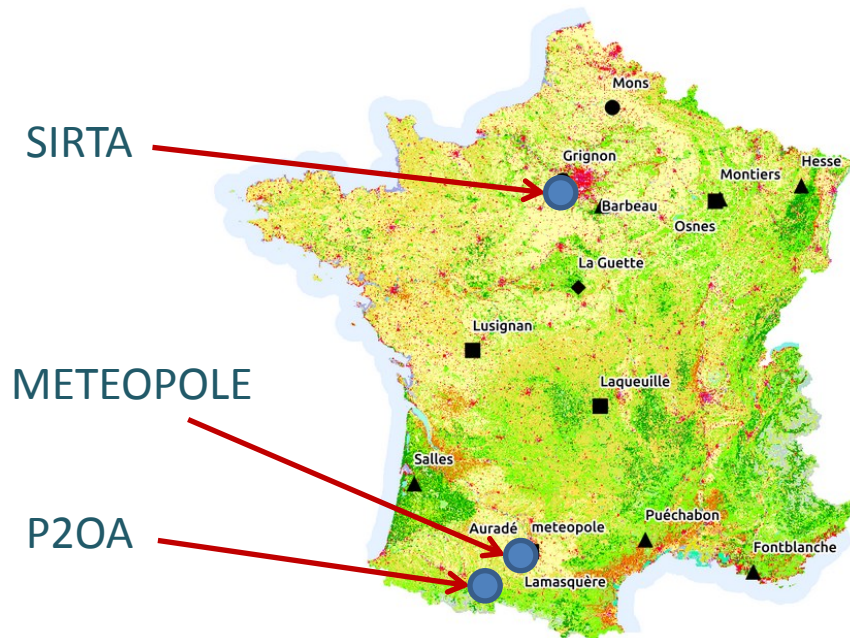 Mons
SIRTA
Grignon
Hesse
Montiers
Barbeau
Osnes
La Guette
Lusignan
METEOPOLE
Laqueuille
Salles
Puéchabon
P2OA
Auradé
meteopole
Fontblanche
Lamasquère